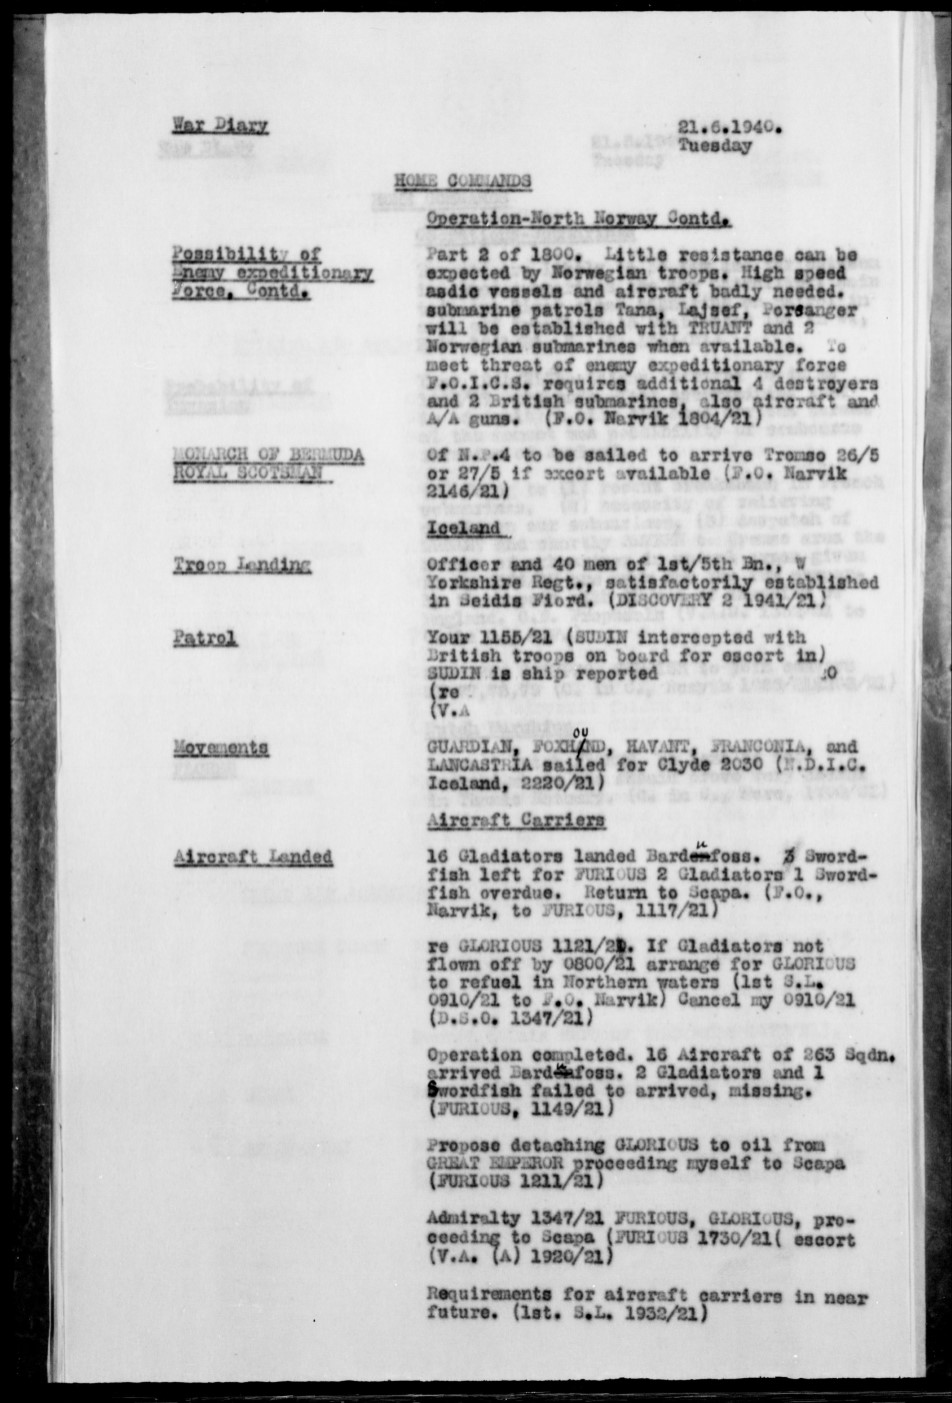 War Diary
21.6.1940.
Tuesday
HOME COMMANDS
Operation-North Norway Contd.
Possibility of
Enemy expeditionary
Force. Contd.
Part 2 of 1800. Little resistance can be
expected by Norwegian troops. High speed
asdic vessels and aircraft badly needed.
submarine patrols Tana, Lajsef, Porsanger
will be established with TRUANT and 2
Norwegian submarines when available. To
meet threat of enemy expeditionary force
F.O.I.C.S. requires additional 4 destroyers
and 2 British submarines, also aircraft and
A/A guns. (F.O. Narvik 1804/21)
MONARCH OF BERMUDA
ROYAL SCOTSMAN
Of N.P.4 to be sailed to arrive Tromso 26/5
or 27/5 if excort available (F.O. Narvik
2146/21)
Iceland
Troop Landing
Officer and 40 men of 1st/5th Bn., W
Yorkshire Regt., satisfactorily established
in Seidis Fiord. (DISCOVERY 2 1941/21)
Patrol
Your 1155/21 (SUDIN intercepted with
British troops on board for escort in)
SUDIN is ship reported
(re
(V.A
Movements
GUARDIAN, FOXHOUND, HAVANT, FRANCONIA, and
LANCASTRIA sailed for Clyde 2030 (N.D.I.C.
Iceland, 2220/21)
Aircraft Carriers
Aircraft Landed
16 Gladiators landed Bardufoss. 3 Sword-
fish left for FURIOUS 2 Gladiators 1 Sword-
fish overdue. Return to Scapa. (F.O.,
Narvik, to FURIOUS, 1117/21)
re GLORIOUS 1121/21. If Gladiators not
flown off by 0800/21 arrange for GLORIOUS
to refuel in Northern waters (1st S.L.
0910/21 to F.O. Narvik) Cancel my 0910/21
(D.S.O. 1347/21)
Operation completed. 16 Aircraft of 263 Sqdn.
arrived Bardufoss. 2 Gladiators and 1
Swordfish failed to arrived, missing.
(FURIOUS, 1149/21)
Propose detaching GLORIOUS to oil from
GREAT EMPEROR proceeding myself to Scapa
(FURIOUS 1211/21)
Admiralty 1347/21 FURIOUS, GLORIOUS, pro-
ceeding to Scapa (FURIOUS 1730/21( escort
(V.A. (A) 1920/21)
Requirements for aircraft carriers in near
future. (1st. S.L. 1932/21)